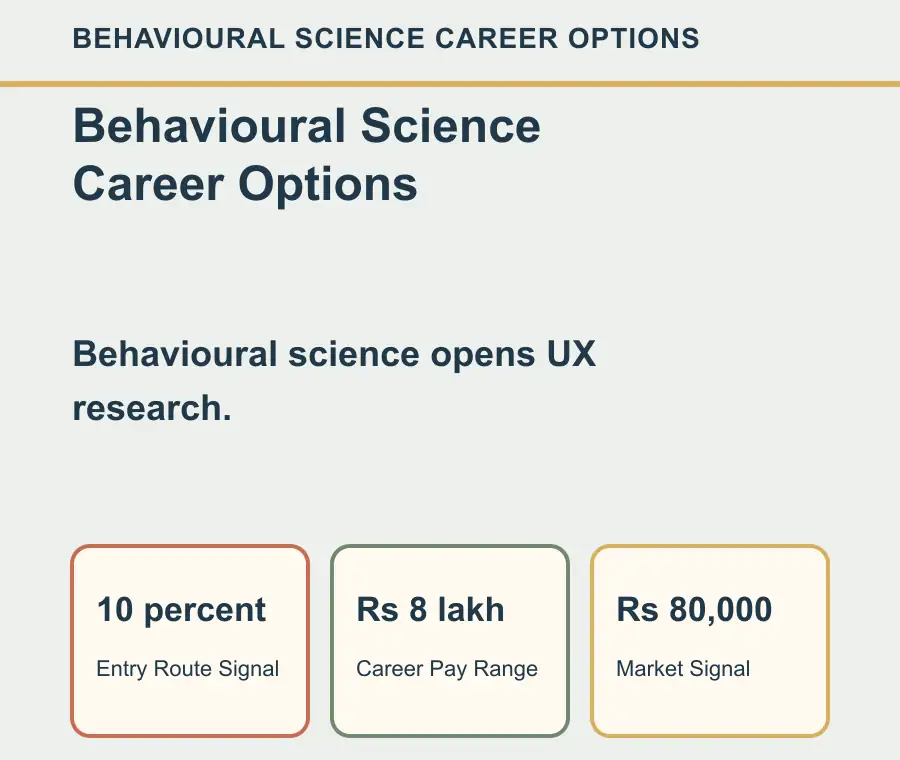 BEHAVIOURAL SCIENCE CAREER OPTIONS
Behavioural Science
Career Options
Behavioural science opens UX
research.
10 percent
Entry Route Signal
Rs 8 lakh
Career Pay Range
Rs 80,000
Market Signal